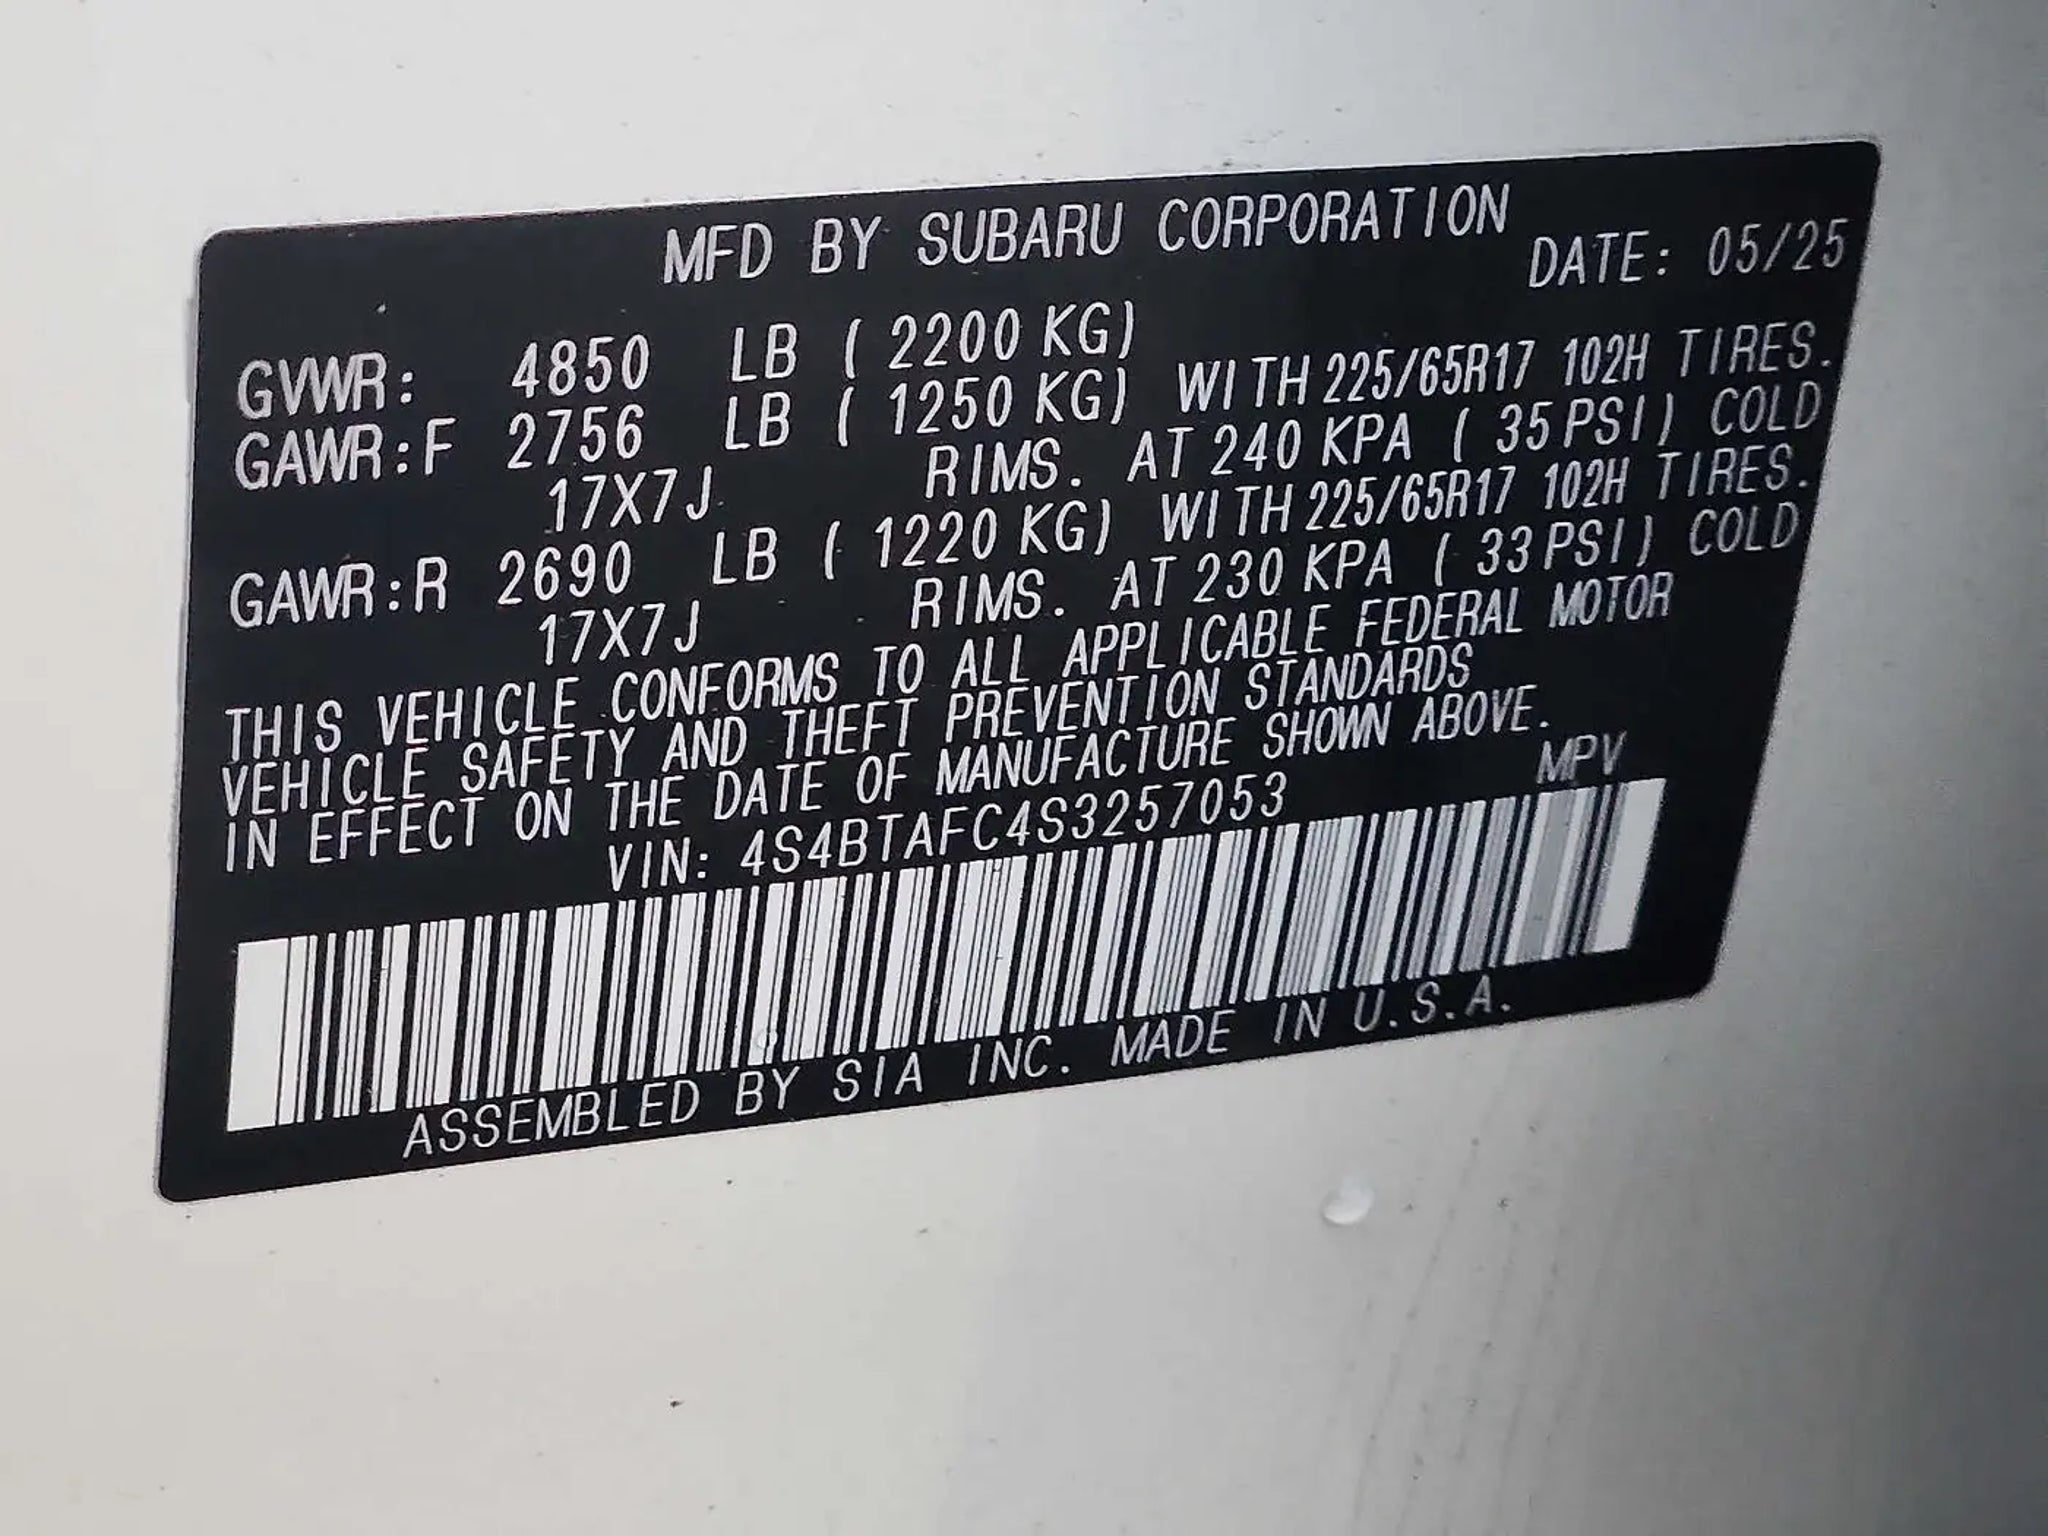 MFD BY SUBARU CORPORATION
DATE: 05/25
GVWR: 4850 LB ( 2200 KG)
GAWR:F 2756 LB ( 1250 KG) WITH 225/65R17 102H TIRES.
17X7J RIMS. AT 240 KPA ( 35 PSI) COLD
GAWR:R 2690 LB ( 1220 KG) WITH 225/65R17 102H TIRES.
17X7J RIMS. AT 230 KPA ( 33 PSI) COLD
THIS VEHICLE CONFORMS TO ALL APPLICABLE FEDERAL MOTOR
VEHICLE SAFETY AND THEFT PREVENTION STANDARDS
IN EFFECT ON THE DATE OF MANUFACTURE SHOWN ABOVE.
VIN: 4S4BTAFC4S3257053 MPV
ASSEMBLED BY SIA INC. MADE IN U.S.A.